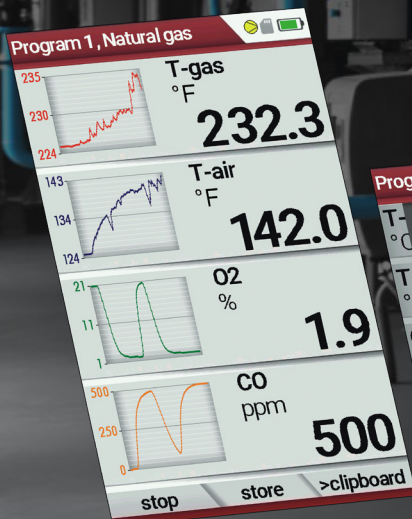 Program 1, Natural gas
235
230
224
T-gas
°F
232.3
143
134
124
T-air
°F
142.0
21
11
1
O2
%
1.9
500
250
0
CO
ppm
500
stop
store
>clipboard
Prog
T-
°C
T
°